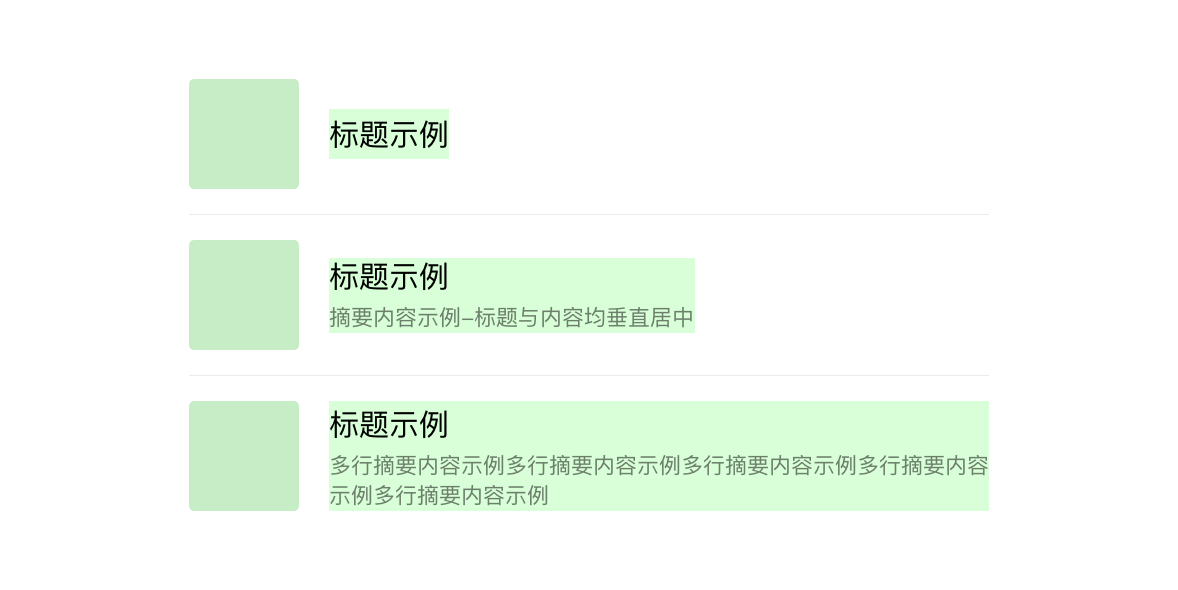 标题示例
标题示例
摘要内容示例–标题与内容均垂直居中
标题示例
多行摘要内容示例多行摘要内容示例多行摘要内容示例多行摘要内容
示例多行摘要内容示例